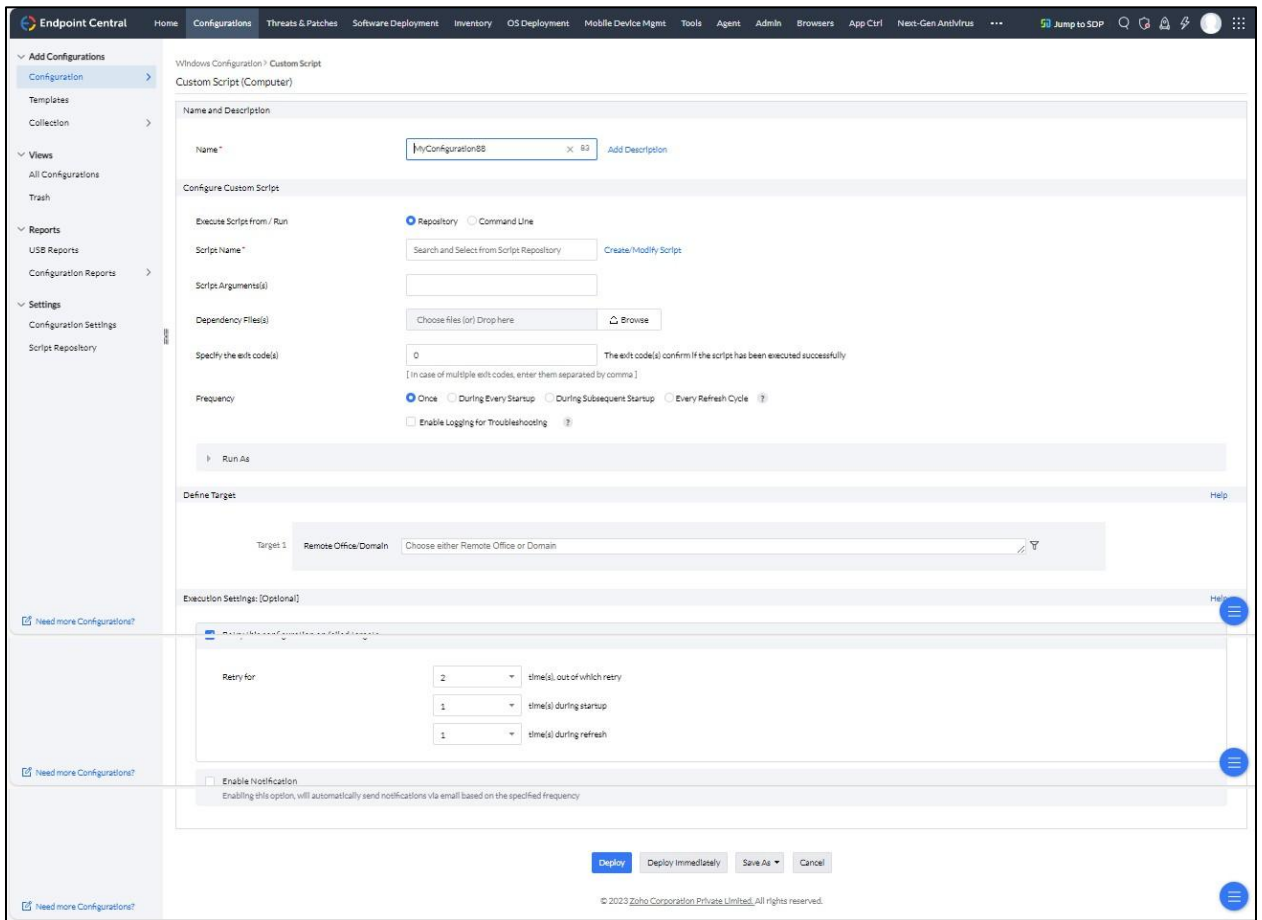 Endpoint Central Home Configurations Threats & Patches Software Deployment Inventory OS Deployment Mobile Device Mgmt Tools Agent Admin Browsers App Ctrl Next-Gen Antivirus ••• Jump to SDP
Add Configurations
Configuration
Templates
Collection
Views
All Configurations
Trash
Reports
USB Reports
Configuration Reports
Settings
Configuration Settings
Script Repository
Need more Configurations?
Windows Configuration > Custom Script
Custom Script (Computer)
Name and Description
Name * MyConfiguration88 × 83 Add Description
Configure Custom Script
Execute Script from / Run Repository Command Line
Script Name * Search and Select from Script Repository Create/Modify Script
Script Arguments(s)
Dependency Files(s) Choose files (or) Drop here Browse
Specify the exit code(s) 0 The exit code(s) confirm if the script has been executed successfully
[ In case of multiple exit codes, enter them separated by comma ]
Frequency Once During Every Startup During Subsequent Startup Every Refresh Cycle ?
Enable Logging for Troubleshooting ?
Run As
Define Target Help
Target 1 Remote Office/Domain Choose either Remote Office or Domain
Execution Settings: [Optional] Help
Retry for 2 time(s), out of which retry
1 time(s) during startup
1 time(s) during refresh
Need more Configurations?
Enable Notification
Enabling this option, will automatically send notifications via email based on the specified frequency
Deploy Deploy Immediately Save As Cancel
Need more Configurations?
© 2023 Zoho Corporation Private Limited. All rights reserved.